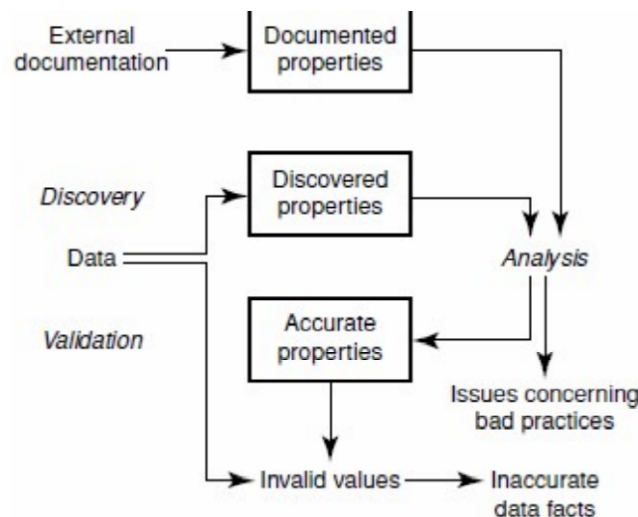 External
documentation
Documented
properties
Discovery
Discovered
properties
Data
Analysis
Validation
Accurate
properties
Issues concerning
bad practices
Invalid values
Inaccurate
data facts